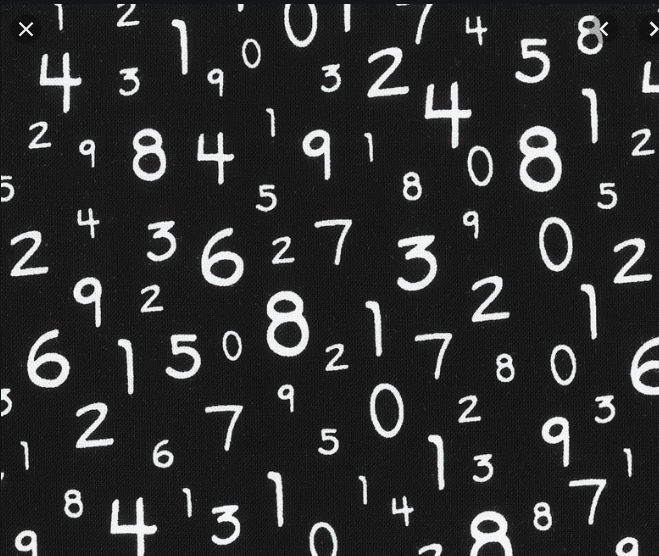 1 2 1 0 0 1 7 4 5 8
4 3 9 3 2 4 1 4
2 9 8 4 1 9 1 0 8 2
5 5 8 5
2 4 3 6 2 7 3 9 0 2
9 2 8 1 2 1
6 1 5 0 2 7 8 0 6
3 2 7 9 0 2 9 3
1 6 5 1 3 1
8 4 1 3 1 1 4 8 8 7
9 0 2 9